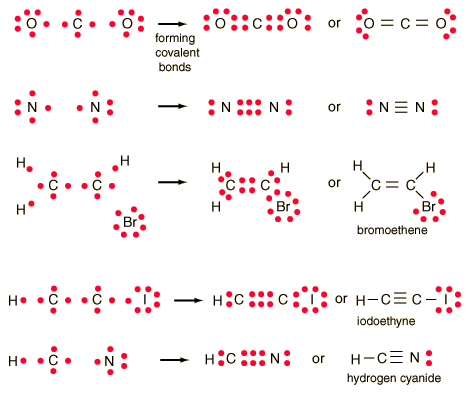 O C O O C O or O = C = O
forming
covalent
bonds
N N N N or N ≡ N
H H H H or H H
C C C C C = C
H Br H Br H Br
bromoethene
H C C I H C C I or H – C ≡ C – I
iodoethyne
H C N H C N or H – C ≡ N
hydrogen cyanide